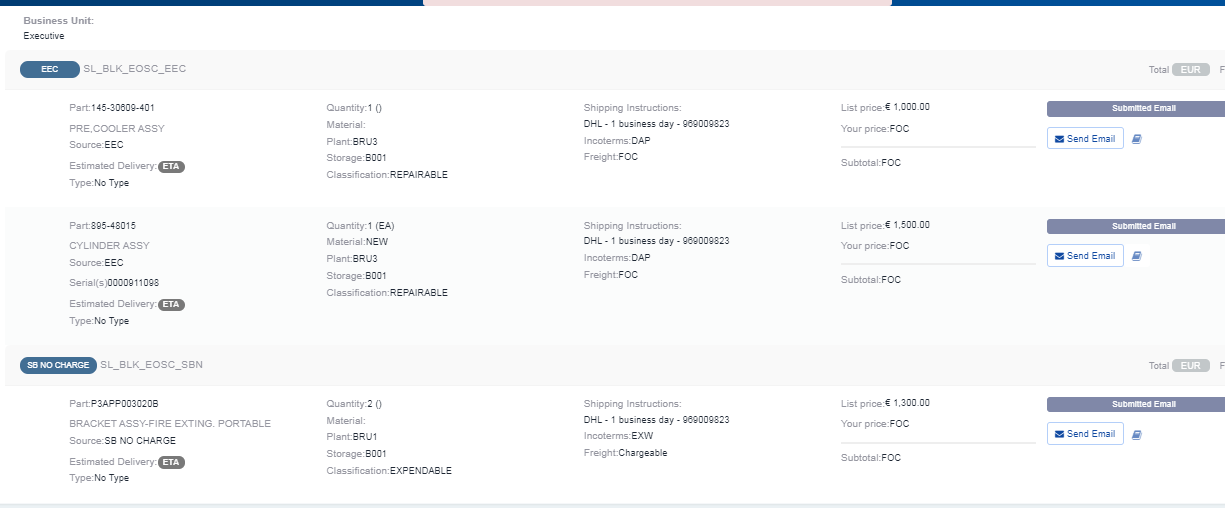 Business Unit:
Executive
EEC SL_BLK_EOSC_EEC Total EUR F
Part:145-30609-401
PRE,COOLER ASSY
Source:EEC
Estimated Delivery: ETA
Type:No Type
Quantity:1 ()
Material:
Plant:BRU3
Storage:B001
Classification:REPAIRABLE
Shipping Instructions:
DHL - 1 business day - 969009823
Incoterms:DAP
Freight:FOC
List price:€ 1,000.00
Your price:FOC
Subtotal:FOC
Submitted Email
Send Email
Part:895-48015
CYLINDER ASSY
Source:EEC
Serial(s)0000911098
Estimated Delivery: ETA
Type:No Type
Quantity:1 (EA)
Material:NEW
Plant:BRU3
Storage:B001
Classification:REPAIRABLE
Shipping Instructions:
DHL - 1 business day - 969009823
Incoterms:DAP
Freight:FOC
List price:€ 1,500.00
Your price:FOC
Subtotal:FOC
Submitted Email
Send Email
SB NO CHARGE SL_BLK_EOSC_SBN Total EUR F
Part:P3APP003020B
BRACKET ASSY-FIRE EXTING. PORTABLE
Source:SB NO CHARGE
Estimated Delivery: ETA
Type:No Type
Quantity:2 ()
Material:
Plant:BRU1
Storage:B001
Classification:EXPENDABLE
Shipping Instructions:
DHL - 1 business day - 969009823
Incoterms:EXW
Freight:Chargeable
List price:€ 1,300.00
Your price:FOC
Subtotal:FOC
Submitted Email
Send Email